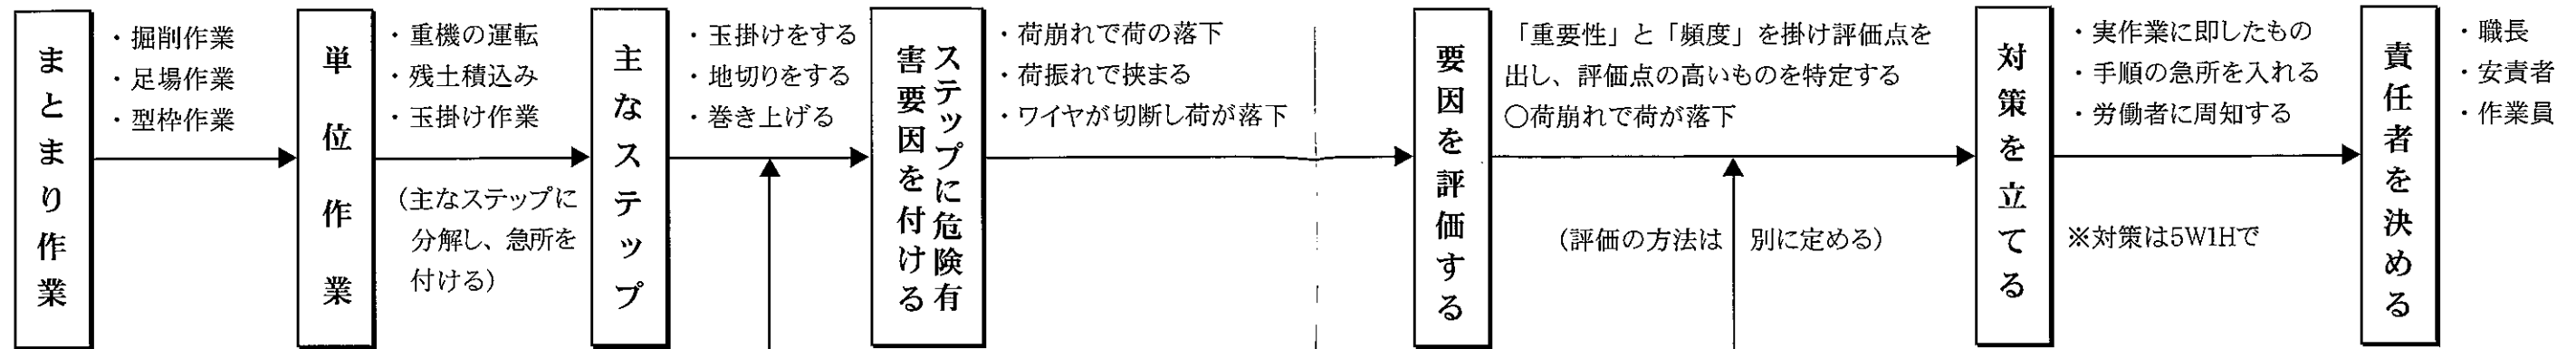 まとまり作業
・掘削作業
・足場作業
・型枠作業
単位作業
・重機の運転
・残土積込み
・玉掛け作業
(主なステップに
分解し、急所を
付ける)
主なステップ
・玉掛けをする
・地切りをする
・巻き上げる
ステップに危険有
害要因を付ける
・荷崩れで荷の落下
・荷振れで挟まる
・ワイヤが切断し荷が落下
要因を評価する
「重要性」と「頻度」を掛け評価点を
出し、評価点の高いものを特定する
○荷崩れで荷が落下
(評価の方法は 別に定める)
対策を立てる
・実作業に即したもの
・手順の急所を入れる
・労働者に周知する
※対策は5W1Hで
責任者を決める
・職長
・安責者
・作業員